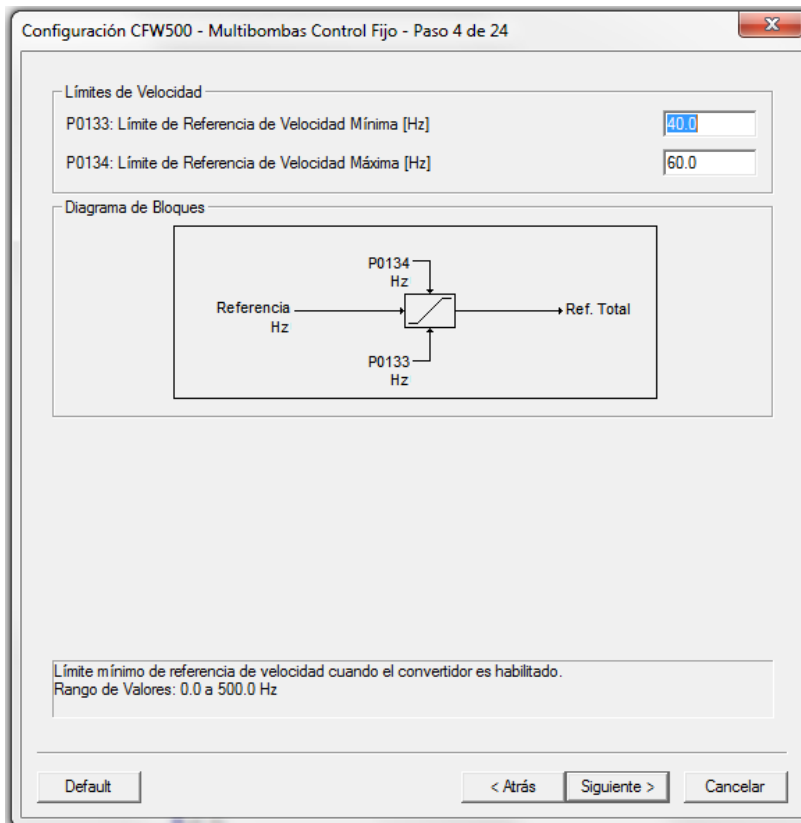 Configuración CFW500 - Multibombas Control Fijo - Paso 4 de 24
X
Límites de Velocidad
P0133: Límite de Referencia de Velocidad Mínima [Hz]
40.0
P0134: Límite de Referencia de Velocidad Máxima [Hz]
60.0
Diagrama de Bloques
P0134
Hz
Referencia
Hz
Ref. Total
P0133
Hz
Límite mínimo de referencia de velocidad cuando el convertidor es habilitado.
Rango de Valores: 0.0 a 500.0 Hz
Default
< Atrás
Siguiente >
Cancelar